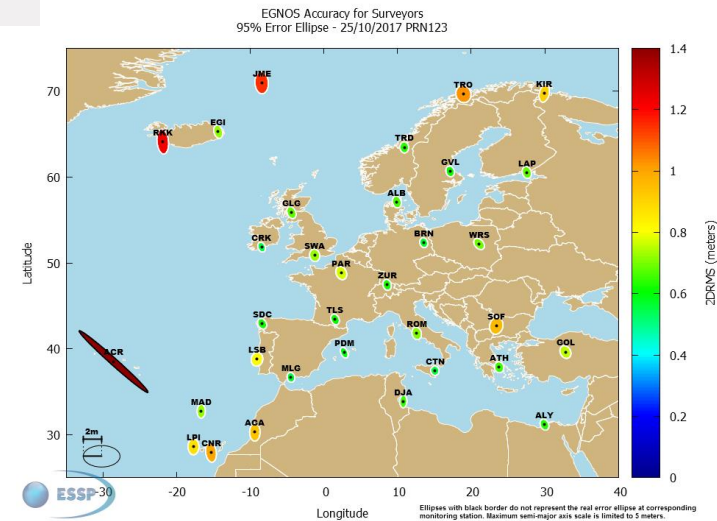 EGNOS Accuracy for Surveyors
95% Error Ellipse - 25/10/2017 PRN123
1.4
JME
TRO
KIR
70
1.2
EGI
RKK
TRD
GVL
LAP
1
60
ALB
GLG
CRK
BRN
WRS
SWA
0.8
PAR
50
ZUR
Latitude
2DRMS (meters)
0.6
SDC
TLS
SOF
ROM
LSB
PDM
GOL
40
ACR
CTN
ATH
0.4
MLG
MAD
DJA
ACA
ALY
0.2
2m
30
LPI
CNR
0
ESSP
-30
-20
-10
0
10
20
30
40
Longitude
Ellipses with black border do not represent the real error ellipse at corresponding
monitoring station. Maximum semi-major axis scale is limited to 5 meters.